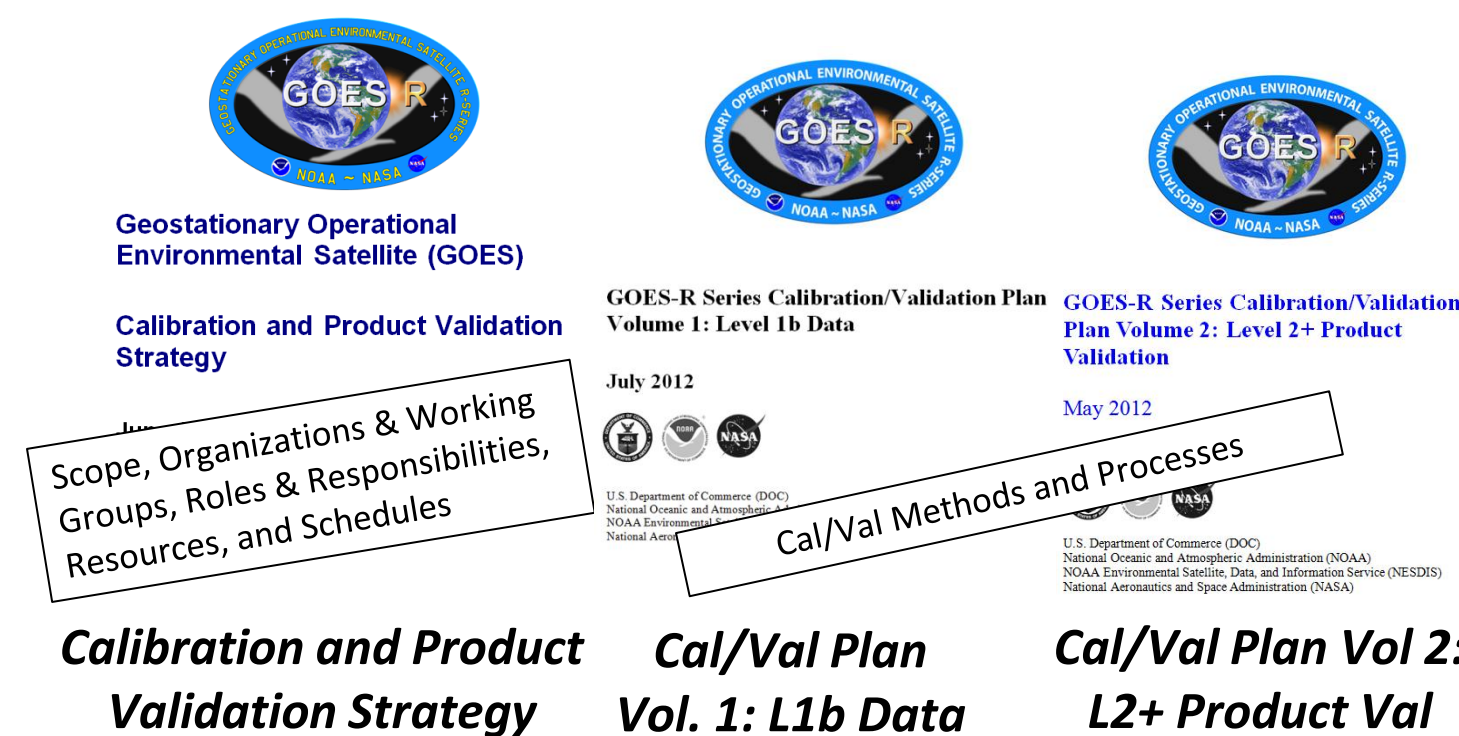 GEOSTATIONARY OPERATIONAL ENVIRONMENTAL SATELLITE R-SERIES
GOES R
NOAA ~ NASA
Geostationary Operational
Environmental Satellite (GOES)
Calibration and Product Validation
Strategy
Scope, Organizations & Working
Groups, Roles & Responsibilities,
Resources, and Schedules
Calibration and Product
Validation Strategy
GEOSTATIONARY OPERATIONAL ENVIRONMENTAL SATELLITE R-SERIES
GOES R
NOAA ~ NASA
GOES-R Series Calibration/Validation Plan
Volume 1: Level 1b Data
July 2012
NOAA
NASA
U.S. Department of Commerce (DOC)
National Oceanic and Atmospheric
NOAA Environmental
National
Cal/Val Methods and Processes
Cal/Val Plan
Vol. 1: L1b Data
GEOSTATIONARY OPERATIONAL ENVIRONMENTAL SATELLITE R-SERIES
GOES R
NOAA ~ NASA
GOES-R Series Calibration/Validation
Plan Volume 2: Level 2+ Product
Validation
May 2012
NASA
U.S. Department of Commerce (DOC)
National Oceanic and Atmospheric Administration (NOAA)
NOAA Environmental Satellite, Data, and Information Service (NESDIS)
National Aeronautics and Space Administration (NASA)
Cal/Val Plan Vol 2:
L2+ Product Val